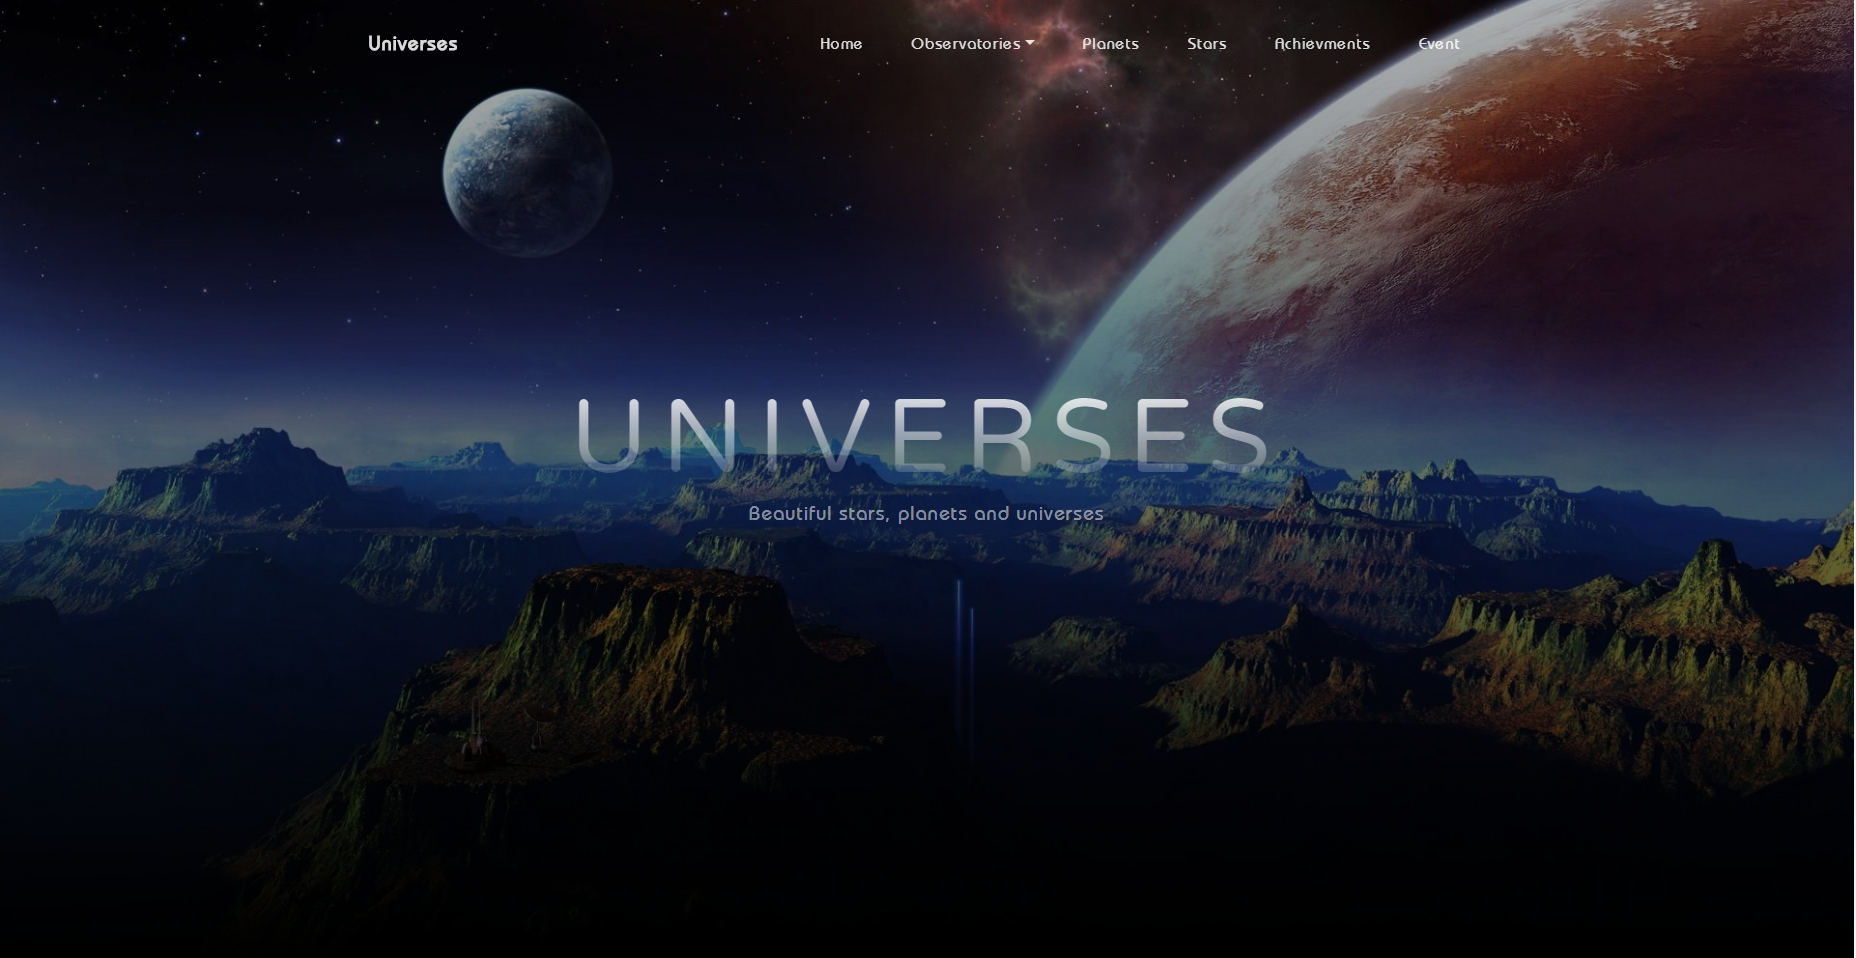 Universes
Home Observatories Planets Stars Achievments Event
UNIVERSES
Beautiful stars, planets and universes